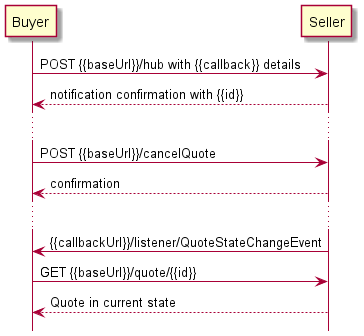 Buyer Seller
POST {{baseUrl}}/hub with {{callback}} details
notification confirmation with {{id}}
POST {{baseUrl}}/cancelQuote
confirmation
{{callbackUrl}}/listener/QuoteStateChangeEvent
GET {{baseUrl}}/quote/{{id}}
Quote in current state